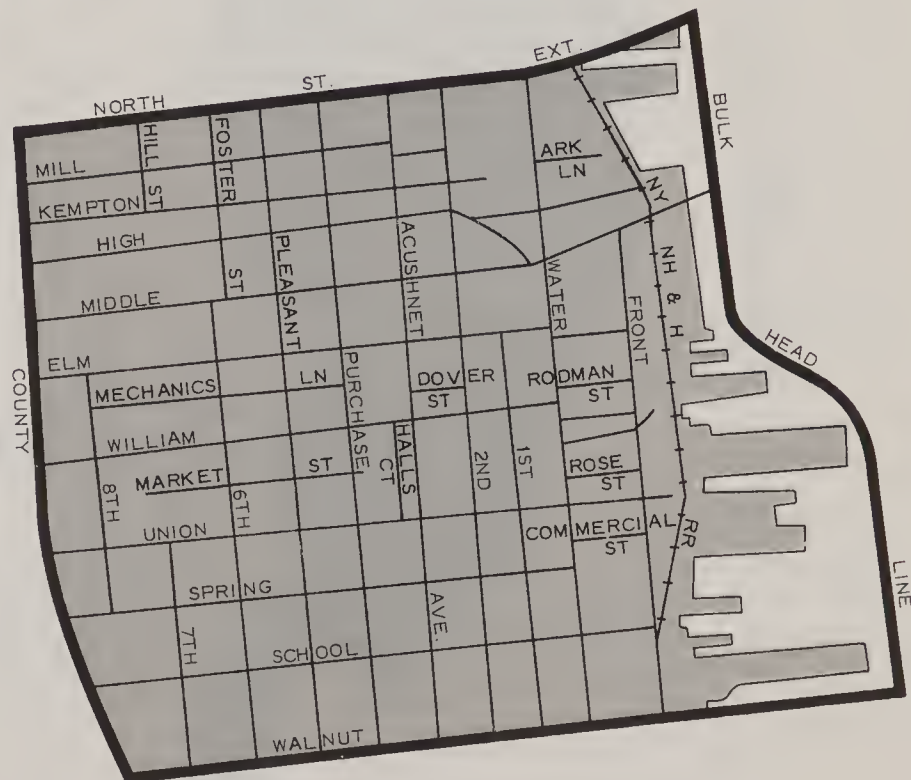 NORTH ST. EXT.
BULK HEAD LINE
COUNTY
MILL
HILL ST
FOSTER ST
KEMPTON
HIGH
MIDDLE
ELM
PLEASANT
ACUSHNET AVE.
ARK LN
WATER
FRONT
NY NH & H RR
MECHANICS LN
PURCHASE
DOVER ST
RODMAN ST
WILLIAM
HALLS CT
2ND
1ST
MARKET ST
ROSE ST
8TH
6TH
UNION
COMMERCIAL ST
SPRING
7TH
SCHOOL
WALNUT